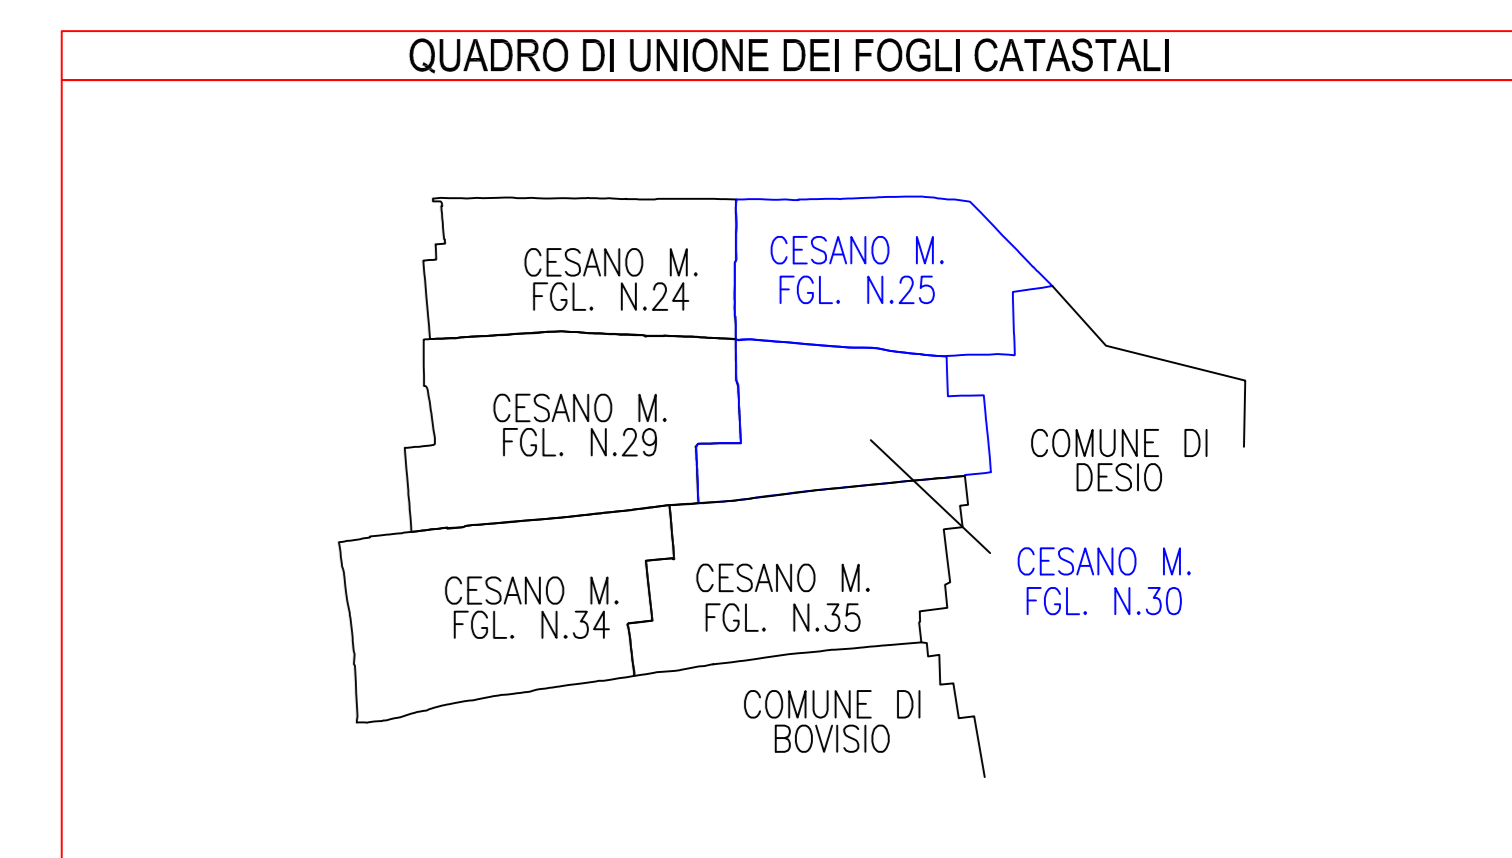 QUADRO DI UNIONE DEI FOGLI CATASTALI
CESANO M.
FGL. N.24
CESANO M.
FGL. N.25
CESANO M.
FGL. N.29
COMUNE DI
DESIO
CESANO M.
FGL. N.30
CESANO M.
FGL. N.34
CESANO M.
FGL. N.35
COMUNE DI
BOVISIO